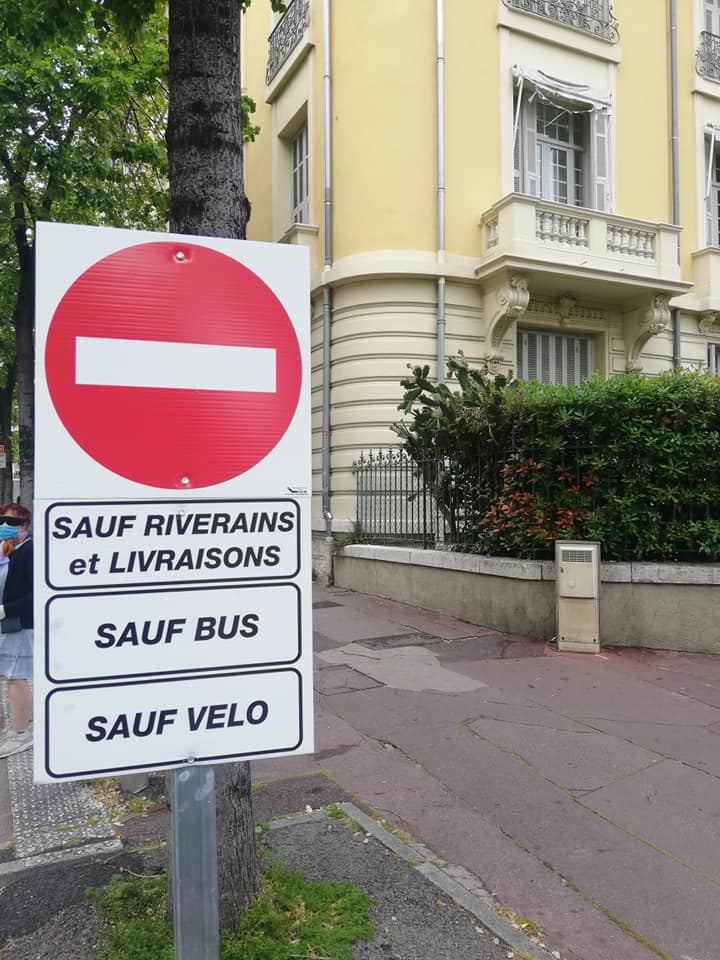 SAUF RIVERAINS
et LIVRAISONS
SAUF BUS
SAUF VELO